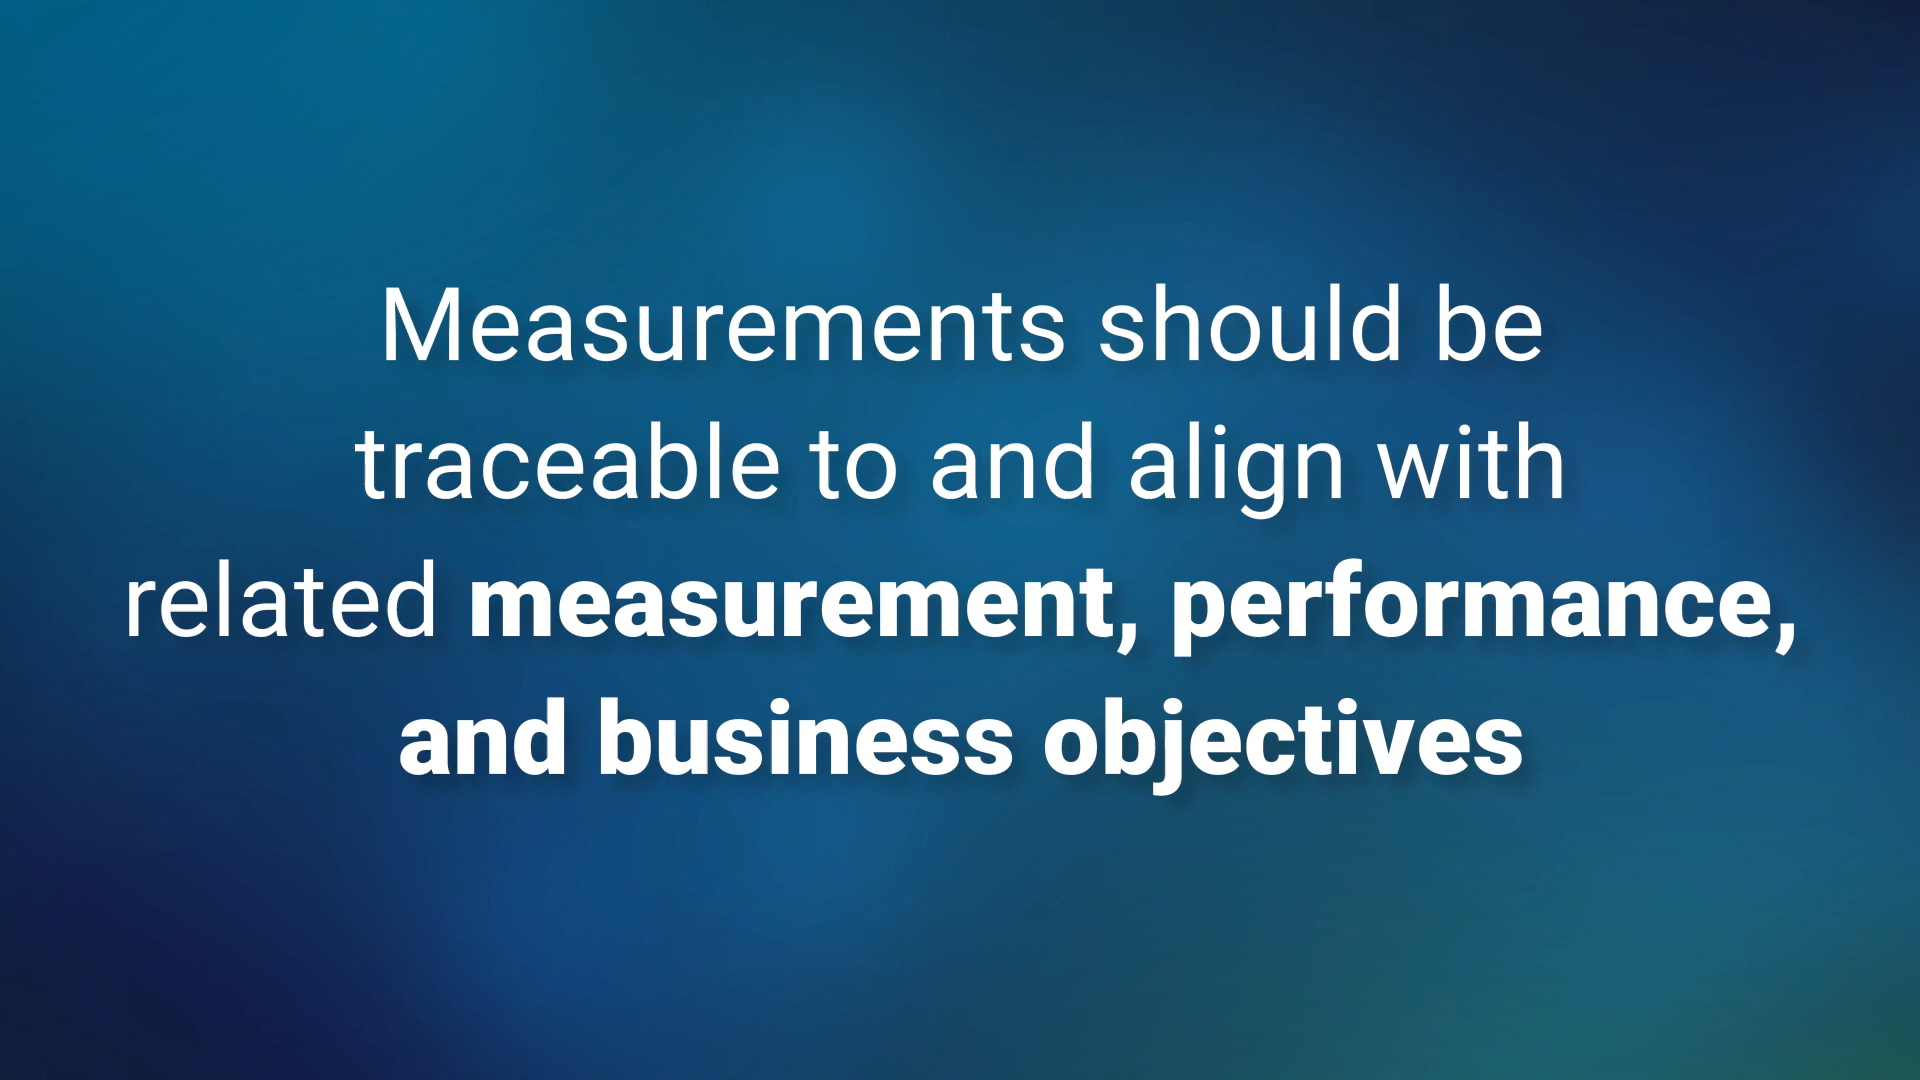 Measurements should be
traceable to and align with
related measurement, performance,
and business objectives